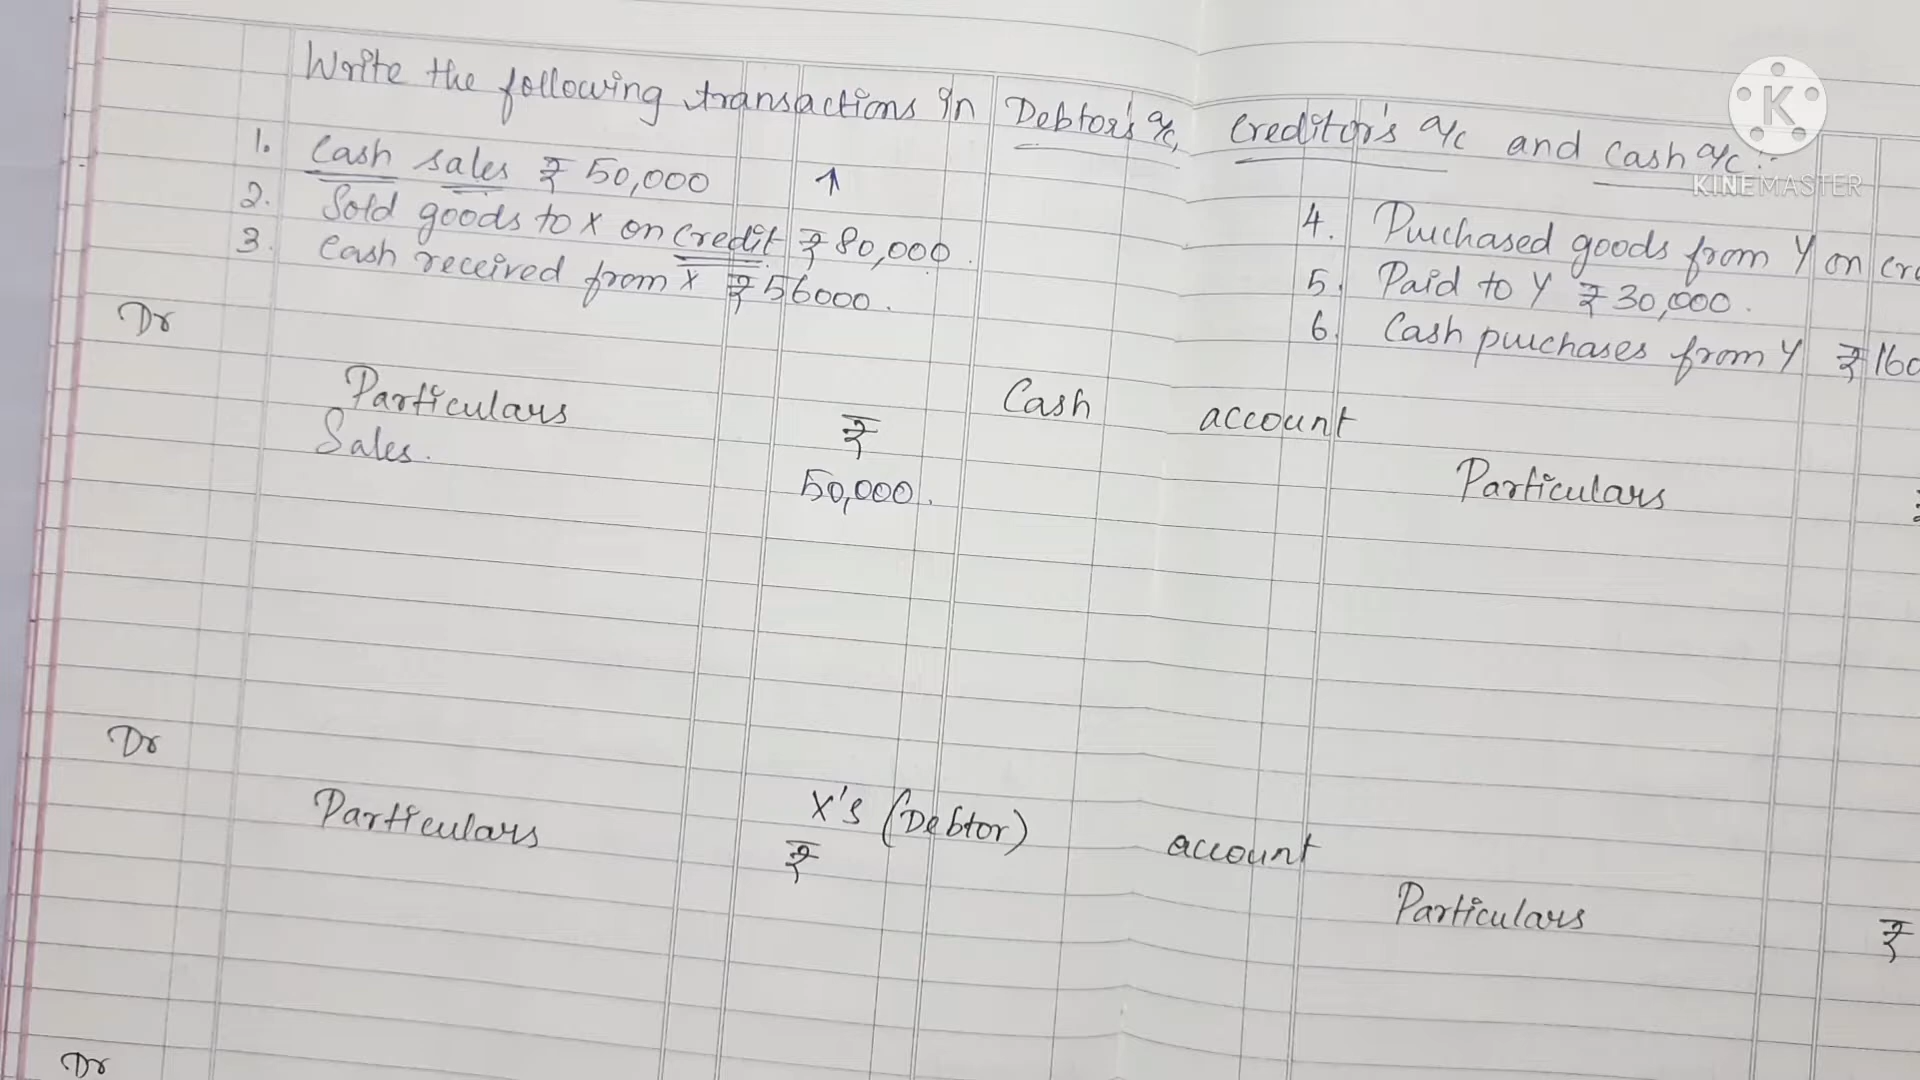 Write the following transactions in Debtor's a/c, Creditor's a/c and Cash a/c :-
1. Cash sales ₹ 50,000
2. Sold goods to X on credit ₹ 80,000.
3. Cash received from X ₹ 56000.
4. Purchased goods from Y on
5. Paid to Y ₹ 30,000.
6. Cash purchases from Y ₹
K
KINEMASTER
Dr
Cash account
Particulars ₹ Particulars
Sales. 50,000.
Dr
X's (Debtor) account
Particulars ₹ Particulars ₹
Dr